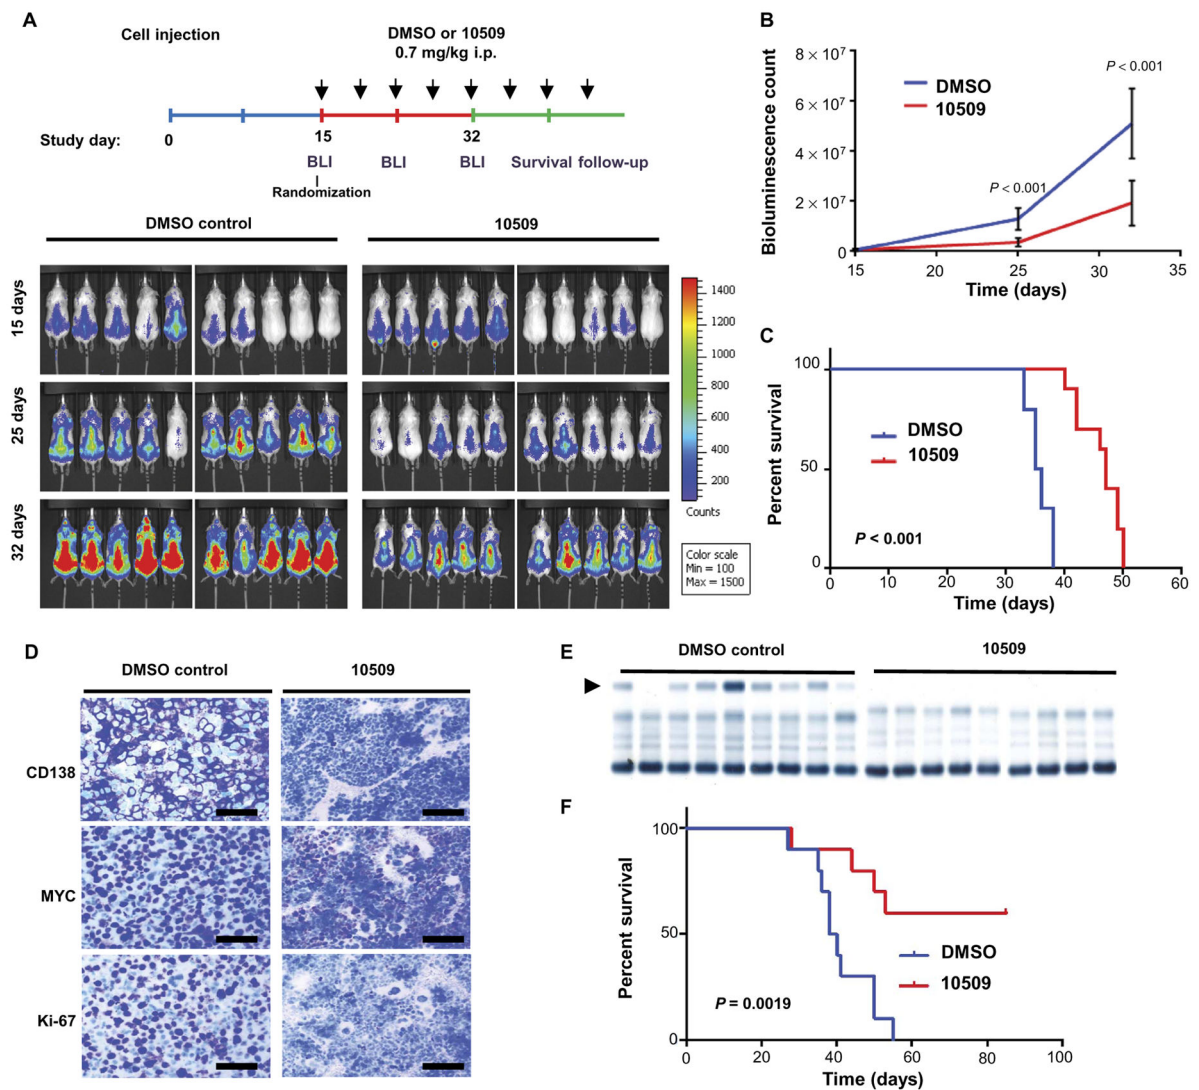 A
Cell injection
DMSO or 10509
0.7 mg/kg i.p.
Study day:
0
15
32
BLI
BLI
BLI
Survival follow-up
Randomization
DMSO control
10509
15 days
25 days
32 days
1400
1200
1000
800
600
400
200
Counts
Color scale
Min = 100
Max = 1500
B
Bioluminescence count
8 × 10⁷
6 × 10⁷
4 × 10⁷
2 × 10⁷
0
DMSO
10509
P < 0.001
P < 0.001
15
20
25
30
35
Time (days)
C
Percent survival
100
50
0
DMSO
10509
P < 0.001
0
10
20
30
40
50
60
Time (days)
D
DMSO control
10509
CD138
MYC
Ki-67
E
DMSO control
10509
F
Percent survival
100
50
0
DMSO
10509
P = 0.0019
0
20
40
60
80
100
Time (days)